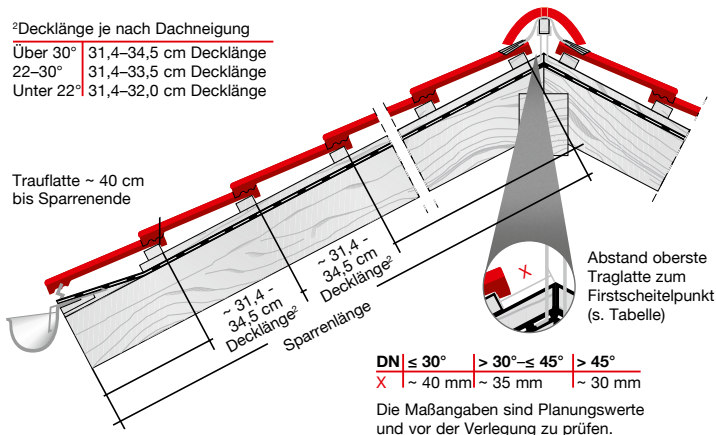 ²Decklänge je nach Dachneigung
Über 30° 31,4–34,5 cm Decklänge
22–30° 31,4–33,5 cm Decklänge
Unter 22° 31,4–32,0 cm Decklänge
Trauflatte ~ 40 cm
bis Sparrenende
~ 31,4 -
34,5 cm
Decklänge²
~ 31,4 -
34,5 cm
Decklänge²
Sparrenlänge
X
Abstand oberste
Traglatte zum
Firstscheitelpunkt
(s. Tabelle)
DN ≤ 30° > 30°–≤ 45° > 45°
X ~ 40 mm ~ 35 mm ~ 30 mm
Die Maßangaben sind Planungswerte
und vor der Verlegung zu prüfen.